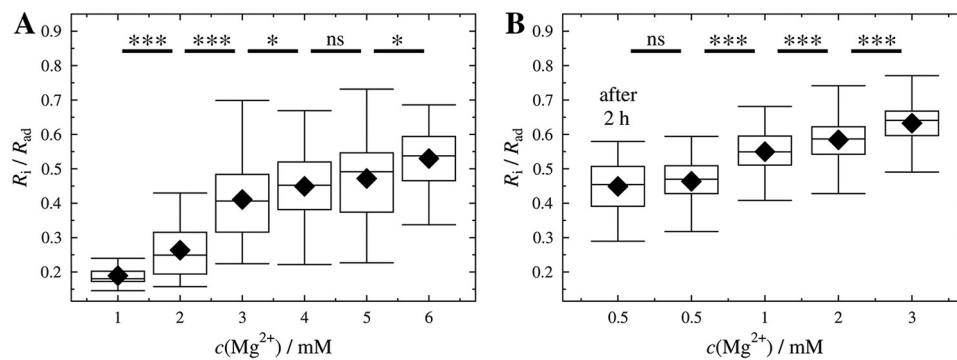 A
*** *** * ns *
0.9
0.8
0.7
0.6
0.5
0.4
0.3
0.2
R_i / R_ad
1 2 3 4 5 6
c(Mg²⁺) / mM
B
ns *** *** ***
after
2 h
0.9
0.8
0.7
0.6
0.5
0.4
0.3
0.2
R_i / R_ad
0.5 0.5 1 2 3
c(Mg²⁺) / mM